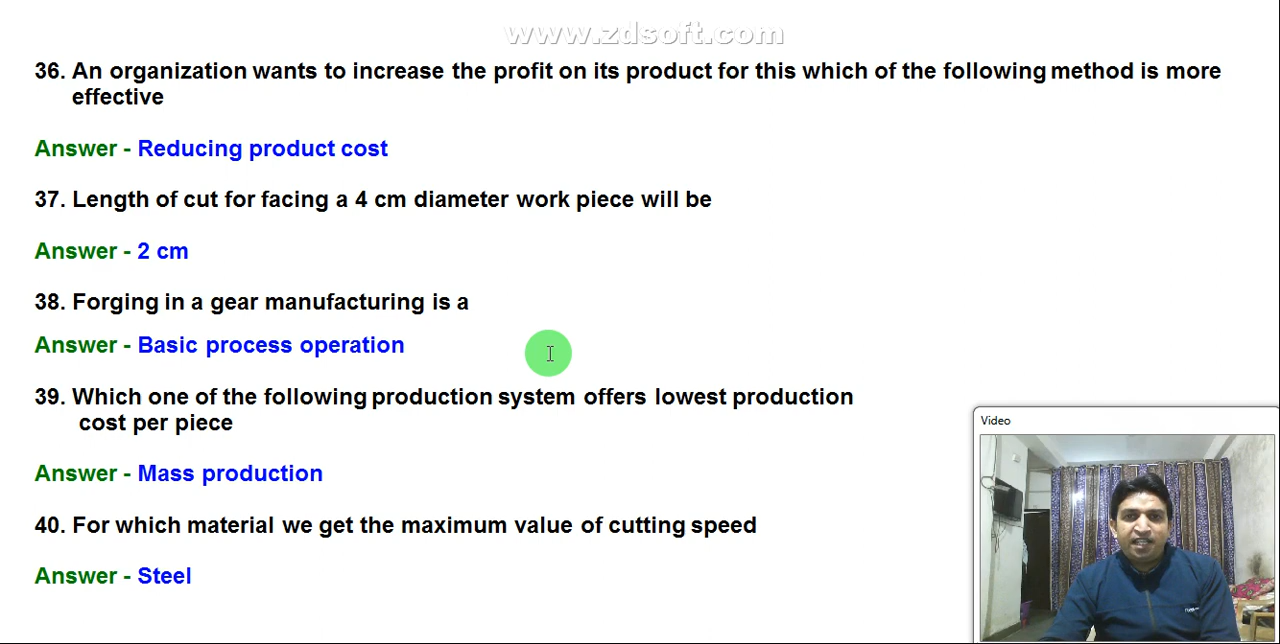 www.zdsoft.com
36. An organization wants to increase the profit on its product for this which of the following method is more
effective
Answer - Reducing product cost
37. Length of cut for facing a 4 cm diameter work piece will be
Answer - 2 cm
38. Forging in a gear manufacturing is a
Answer - Basic process operation
39. Which one of the following production system offers lowest production
cost per piece
Answer - Mass production
40. For which material we get the maximum value of cutting speed
Answer - Steel
Video